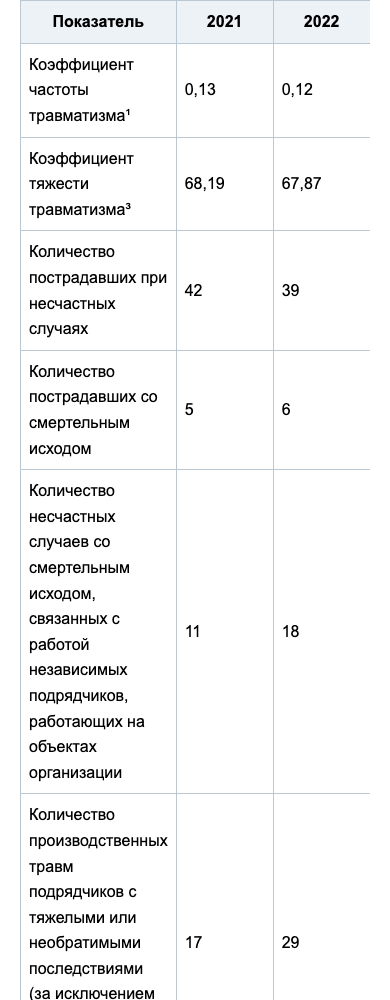 Показатель 2021 2022
Коэффициент
частоты
травматизма¹
0,13 0,12
Коэффициент
тяжести
травматизма³
68,19 67,87
Количество
пострадавших при
несчастных
случаях
42 39
Количество
пострадавших со
смертельным
исходом
5 6
Количество
несчастных
случаев со
смертельным
исходом,
связанных с
работой
независимых
подрядчиков,
работающих на
объектах
организации
11 18
Количество
производственных
травм
подрядчиков с
тяжелыми или
необратимыми
последствиями
(за исключением
17 29